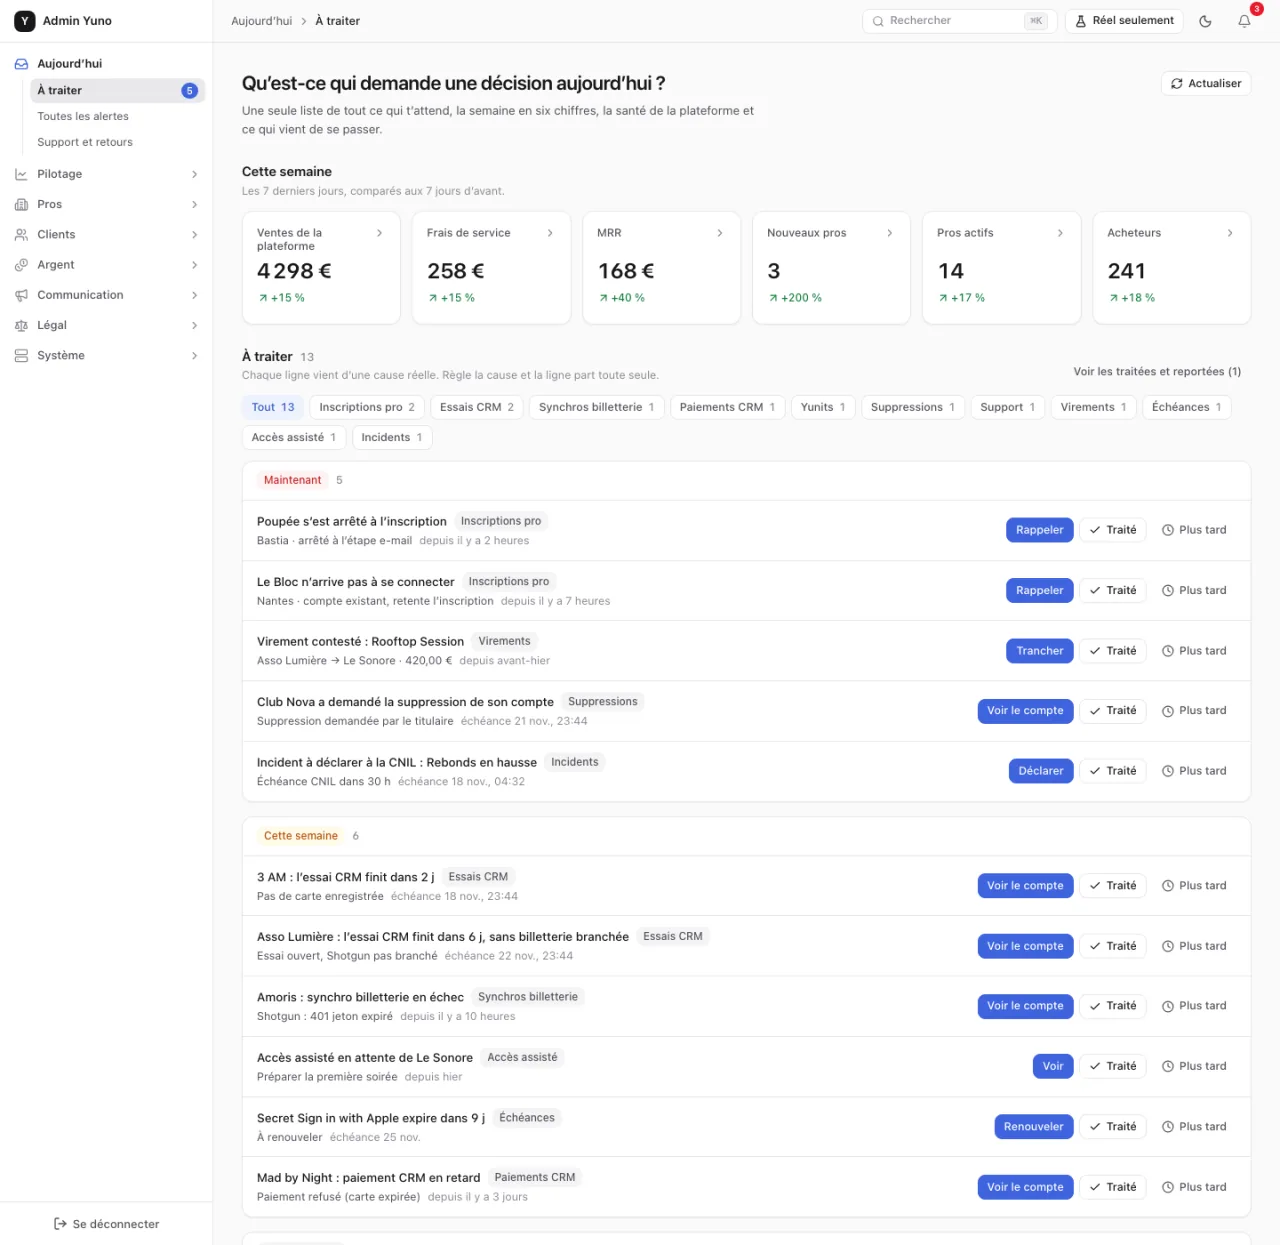 Y Admin Yuno
Aujourd'hui
À traiter 5
Toutes les alertes
Support et retours
Pilotage
Pros
Clients
Argent
Communication
Légal
Système
Se déconnecter
Aujourd'hui > À traiter
Rechercher ⌘K
Réel seulement
3
Qu'est-ce qui demande une décision aujourd'hui ?
Actualiser
Une seule liste de tout ce qui t'attend, la semaine en six chiffres, la santé de la plateforme et
ce qui vient de se passer.
Cette semaine
Les 7 derniers jours, comparés aux 7 jours d'avant.
Ventes de la
plateforme
4 298 €
+15 %
Frais de service
258 €
+15 %
MRR
168 €
+40 %
Nouveaux pros
3
+200 %
Pros actifs
14
+17 %
Acheteurs
241
+18 %
À traiter 13
Chaque ligne vient d'une cause réelle. Règle la cause et la ligne part toute seule.
Voir les traitées et reportées (1)
Tout 13 Inscriptions pro 2 Essais CRM 2 Synchros billetterie 1 Paiements CRM 1 Yunits 1 Suppressions 1 Support 1 Virements 1 Échéances 1
Accès assisté 1 Incidents 1
Maintenant 5
Poupée s'est arrêté à l'inscription Inscriptions pro
Bastia · arrêté à l'étape e-mail depuis il y a 2 heures
Rappeler Traité Plus tard
Le Bloc n'arrive pas à se connecter Inscriptions pro
Nantes · compte existant, retente l'inscription depuis il y a 7 heures
Rappeler Traité Plus tard
Virement contesté : Rooftop Session Virements
Asso Lumière → Le Sonore · 420,00 € depuis avant-hier
Trancher Traité Plus tard
Club Nova a demandé la suppression de son compte Suppressions
Suppression demandée par le titulaire échéance 21 nov., 23:44
Voir le compte Traité Plus tard
Incident à déclarer à la CNIL : Rebonds en hausse Incidents
Échéance CNIL dans 30 h échéance 18 nov., 04:32
Déclarer Traité Plus tard
Cette semaine 6
3 AM : l'essai CRM finit dans 2 j Essais CRM
Pas de carte enregistrée échéance 18 nov., 23:44
Voir le compte Traité Plus tard
Asso Lumière : l'essai CRM finit dans 6 j, sans billetterie branchée Essais CRM
Essai ouvert, Shotgun pas branché échéance 22 nov., 23:44
Voir le compte Traité Plus tard
Amoris : synchro billetterie en échec Synchros billetterie
Shotgun : 401 jeton expiré depuis il y a 10 heures
Voir le compte Traité Plus tard
Accès assisté en attente de Le Sonore Accès assisté
Préparer la première soirée depuis hier
Voir Traité Plus tard
Secret Sign in with Apple expire dans 9 j Échéances
À renouveler échéance 25 nov.
Renouveler Traité Plus tard
Mad by Night : paiement CRM en retard Paiements CRM
Paiement refusé (carte expirée) depuis il y a 3 jours
Voir le compte Traité Plus tard